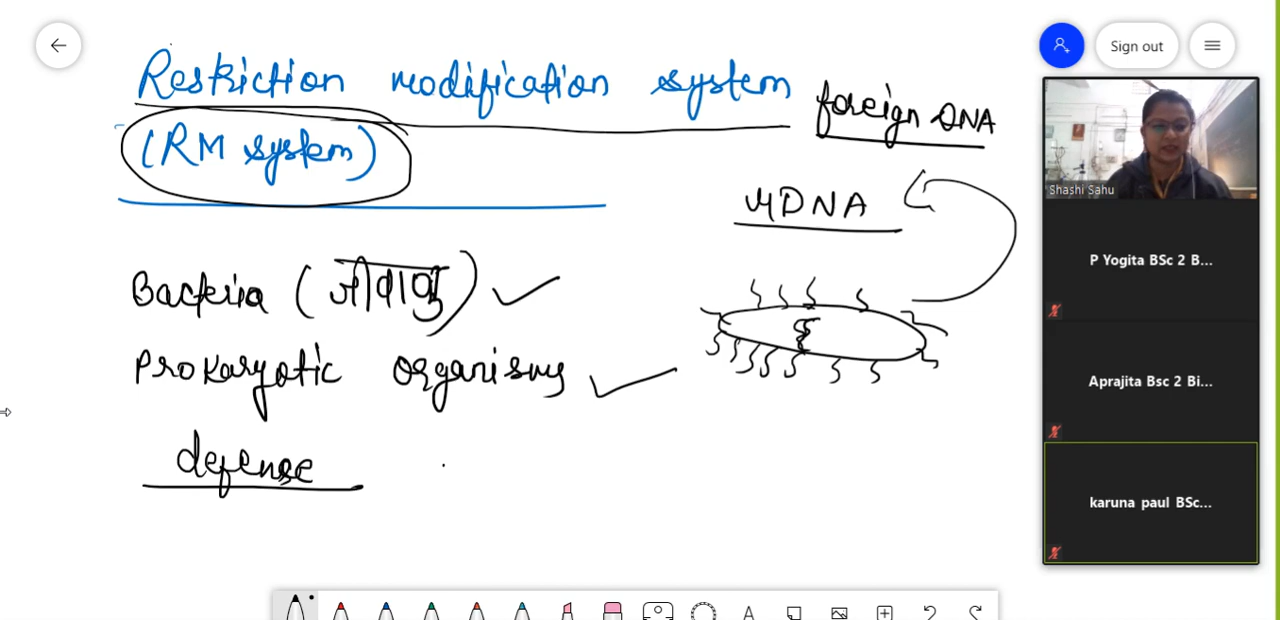 Sign out
Restriction modification system
(RM system)
foreign DNA
Bacteria (जीवाणु)
Prokaryotic organisms
defense
Shashi Sahu
P Yogita BSc 2 B...
Aprajita Bsc 2 Bi...
karuna paul BSc...
A